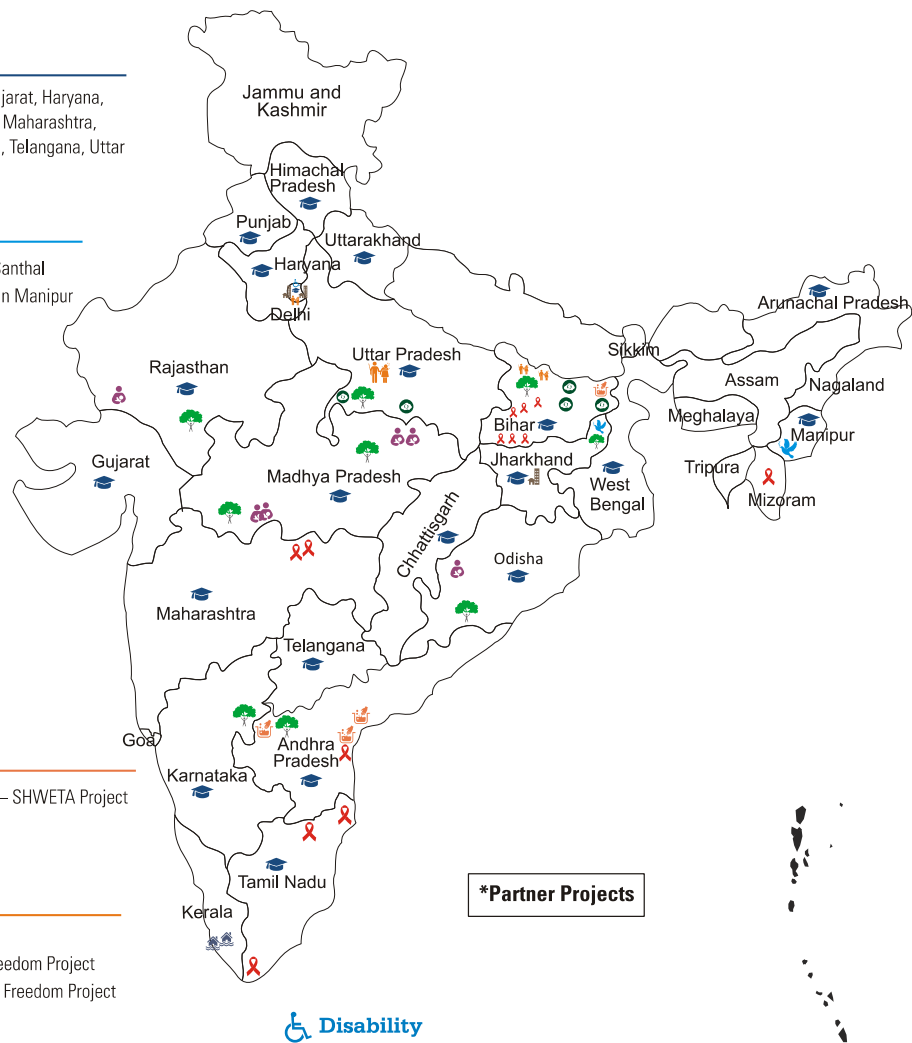 jarat, Haryana,
Maharashtra,
, Telangana, Uttar
Santhal
in Manipur
– SHWETA Project
eedom Project
Freedom Project
Jammu and
Kashmir
Himachal
Pradesh
Punjab
Uttarakhand
Haryana
Delhi
Arunachal Pradesh
Sikkim
Uttar Pradesh
Rajasthan
Assam
Nagaland
Meghalaya
Bihar
Manipur
Gujarat
Jharkhand
Tripura
Madhya Pradesh
West
Bengal
Mizoram
Chhattisgarh
Odisha
Maharashtra
Telangana
Goa
Andhra
Pradesh
Karnataka
Tamil Nadu
Kerala
*Partner Projects
Disability